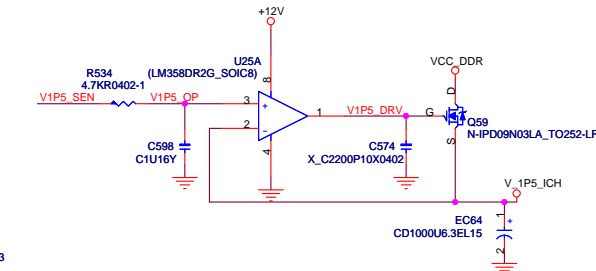 +12V
U25A
(LM358DR2G_SOIC8)
VCC_DDR
R534
4.7KR0402-1
V1P5_SEN
V1P5_OP
8
3
+
2
-
4
1
V1P5_DRV
D
G
S
Q59
N-IPD09N03LA_TO252-LF
C598
C1U16Y
C574
X_C2200P10X0402
V_1P5_ICH
EC64
CD1000U6.3EL15
1
+
2
3